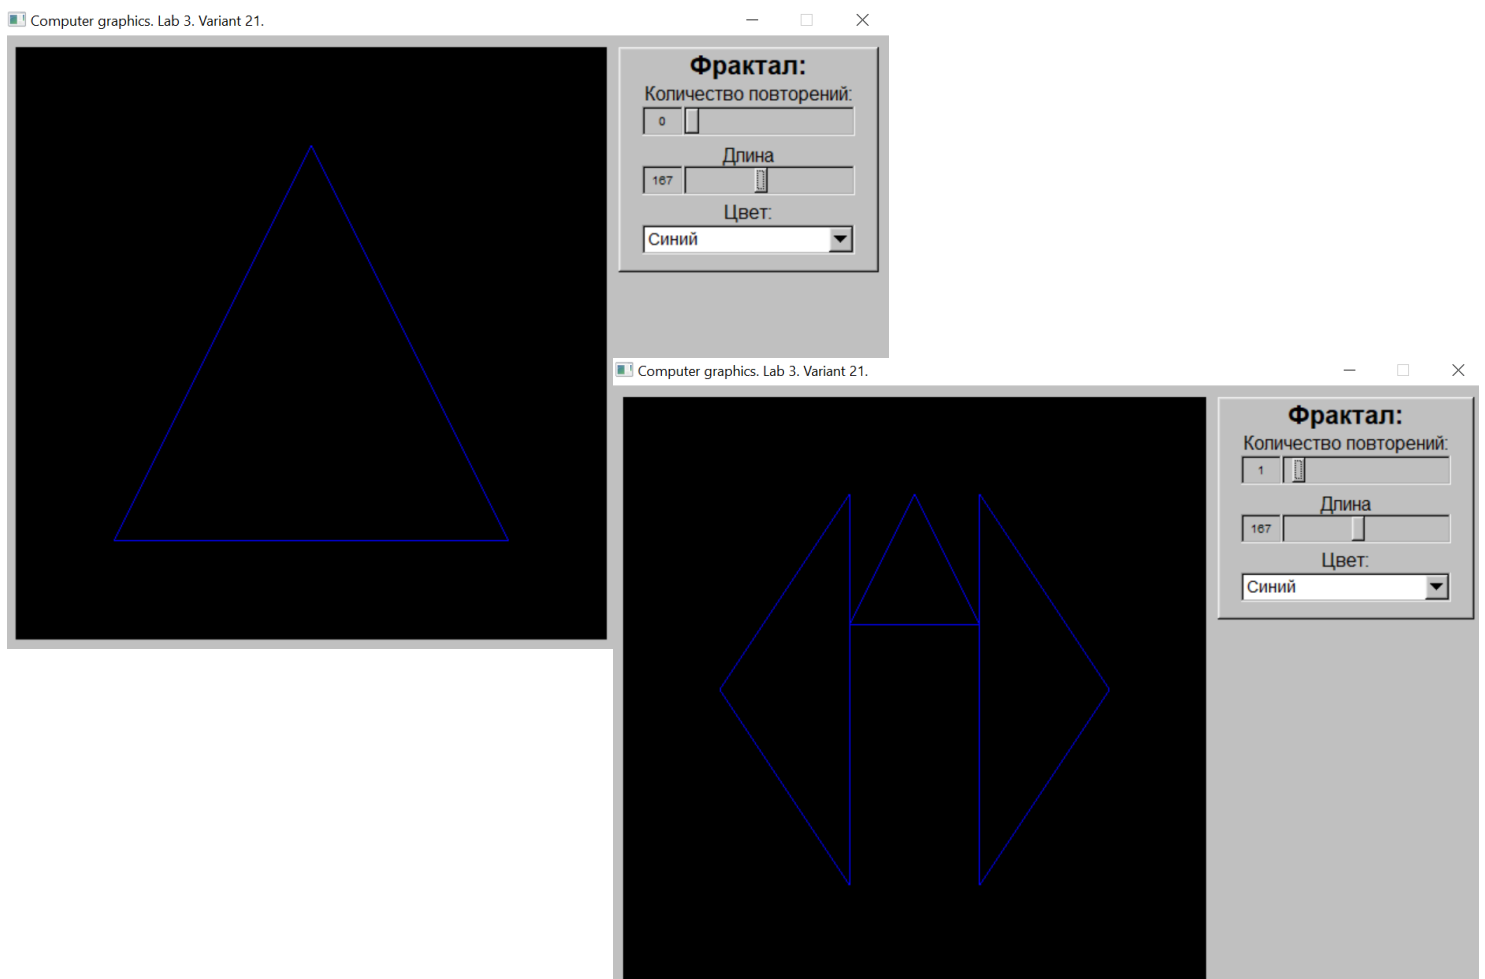 Computer graphics. Lab 3. Variant 21.
Фрактал:
Количество повторений:
0
Длина
167
Цвет:
Синий
Computer graphics. Lab 3. Variant 21.
Фрактал:
Количество повторений:
1
Длина
167
Цвет:
Синий